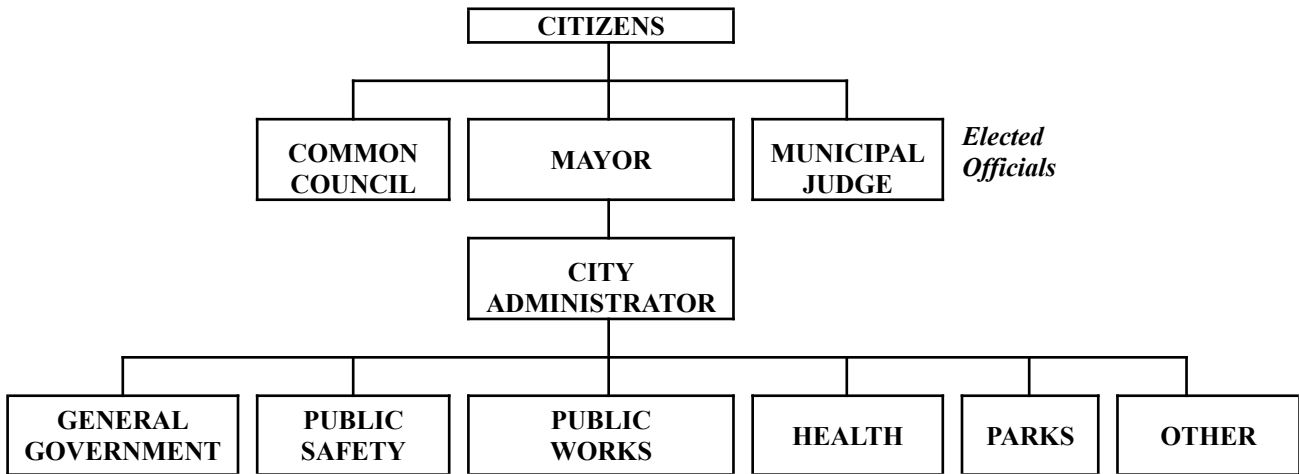 CITIZENS
COMMON
COUNCIL
MAYOR
MUNICIPAL
JUDGE
Elected
Officials
CITY
ADMINISTRATOR
GENERAL
GOVERNMENT
PUBLIC
SAFETY
PUBLIC
WORKS
HEALTH
PARKS
OTHER